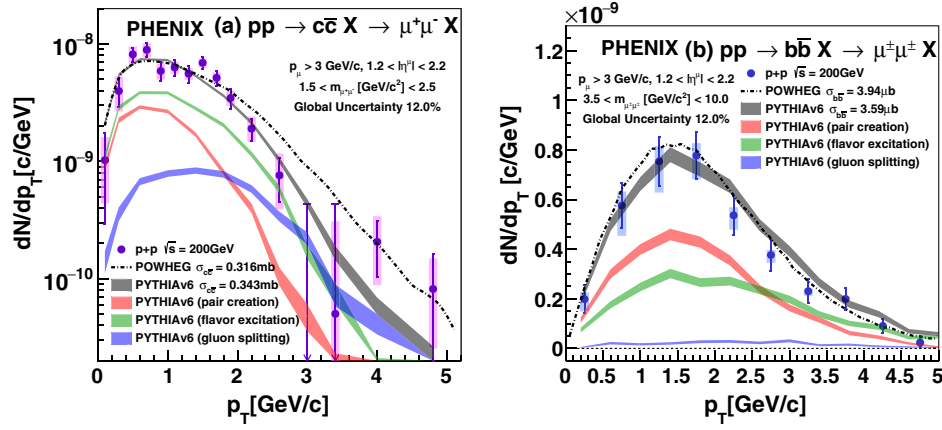 PHENIX (a) pp → cc̅ X → μ⁺μ⁻ X
p_μ > 3 GeV/c, 1.2 < |η^μ| < 2.2
1.5 < m_μ⁺μ⁻ [GeV/c²] < 2.5
Global Uncertainty 12.0%
10⁻⁸
10⁻⁹
10⁻¹⁰
dN/dp_T [c/GeV]
p+p √s = 200GeV
POWHEG σ_cc̅ = 0.316mb
PYTHIAv6 σ_cc̅ = 0.343mb
PYTHIAv6 (pair creation)
PYTHIAv6 (flavor excitation)
PYTHIAv6 (gluon splitting)
0 1 2 3 4 5
p_T [GeV/c]
×10⁻⁹
PHENIX (b) pp → bb̅ X → μ^±μ^± X
p_μ > 3 GeV/c, 1.2 < |η^μ| < 2.2
3.5 < m_μ^±μ^± [GeV/c²] < 10.0
Global Uncertainty 12.0%
p+p √s = 200GeV
POWHEG σ_bb̅ = 3.94μb
PYTHIAv6 σ_bb̅ = 3.59μb
PYTHIAv6 (pair creation)
PYTHIAv6 (flavor excitation)
PYTHIAv6 (gluon splitting)
1.2
1
0.8
0.6
0.4
0.2
0
dN/dp_T [c/GeV]
0 0.5 1 1.5 2 2.5 3 3.5 4 4.5 5
p_T [GeV/c]